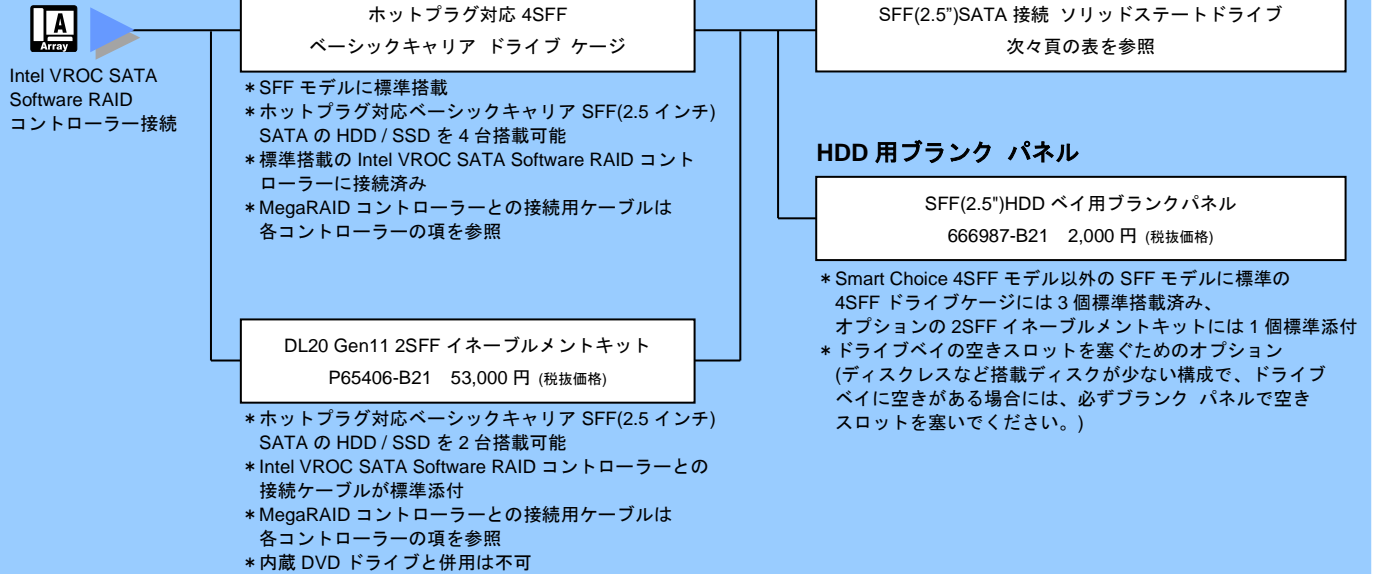 A
Array
Intel VROC SATA
Software RAID
コントローラー接続
ホットプラグ対応 4SFF
ベーシックキャリア ドライブ ケージ
＊SFF モデルに標準搭載
＊ホットプラグ対応ベーシックキャリア SFF(2.5 インチ)
SATA の HDD / SSD を 4 台搭載可能
＊標準搭載の Intel VROC SATA Software RAID コント
ローラーに接続済み
＊MegaRAID コントローラーとの接続用ケーブルは
各コントローラーの項を参照
DL20 Gen11 2SFF イネーブルメントキット
P65406-B21 53,000 円 (税抜価格)
＊ホットプラグ対応ベーシックキャリア SFF(2.5 インチ)
SATA の HDD / SSD を 2 台搭載可能
＊Intel VROC SATA Software RAID コントローラーとの
接続ケーブルが標準添付
＊MegaRAID コントローラーとの接続用ケーブルは
各コントローラーの項を参照
＊内蔵 DVD ドライブと併用は不可
SFF(2.5”)SATA 接続 ソリッドステートドライブ
次々頁の表を参照
HDD 用ブランク パネル
SFF(2.5")HDD ベイ用ブランクパネル
666987-B21 2,000 円 (税抜価格)
＊Smart Choice 4SFF モデル以外の SFF モデルに標準の
4SFF ドライブケージには 3 個標準搭載済み、
オプションの 2SFF イネーブルメントキットには 1 個標準添付
＊ドライブベイの空きスロットを塞ぐためのオプション
(ディスクレスなど搭載ディスクが少ない構成で、ドライブ
ベイに空きがある場合には、必ずブランク パネルで空き
スロットを塞いでください。)